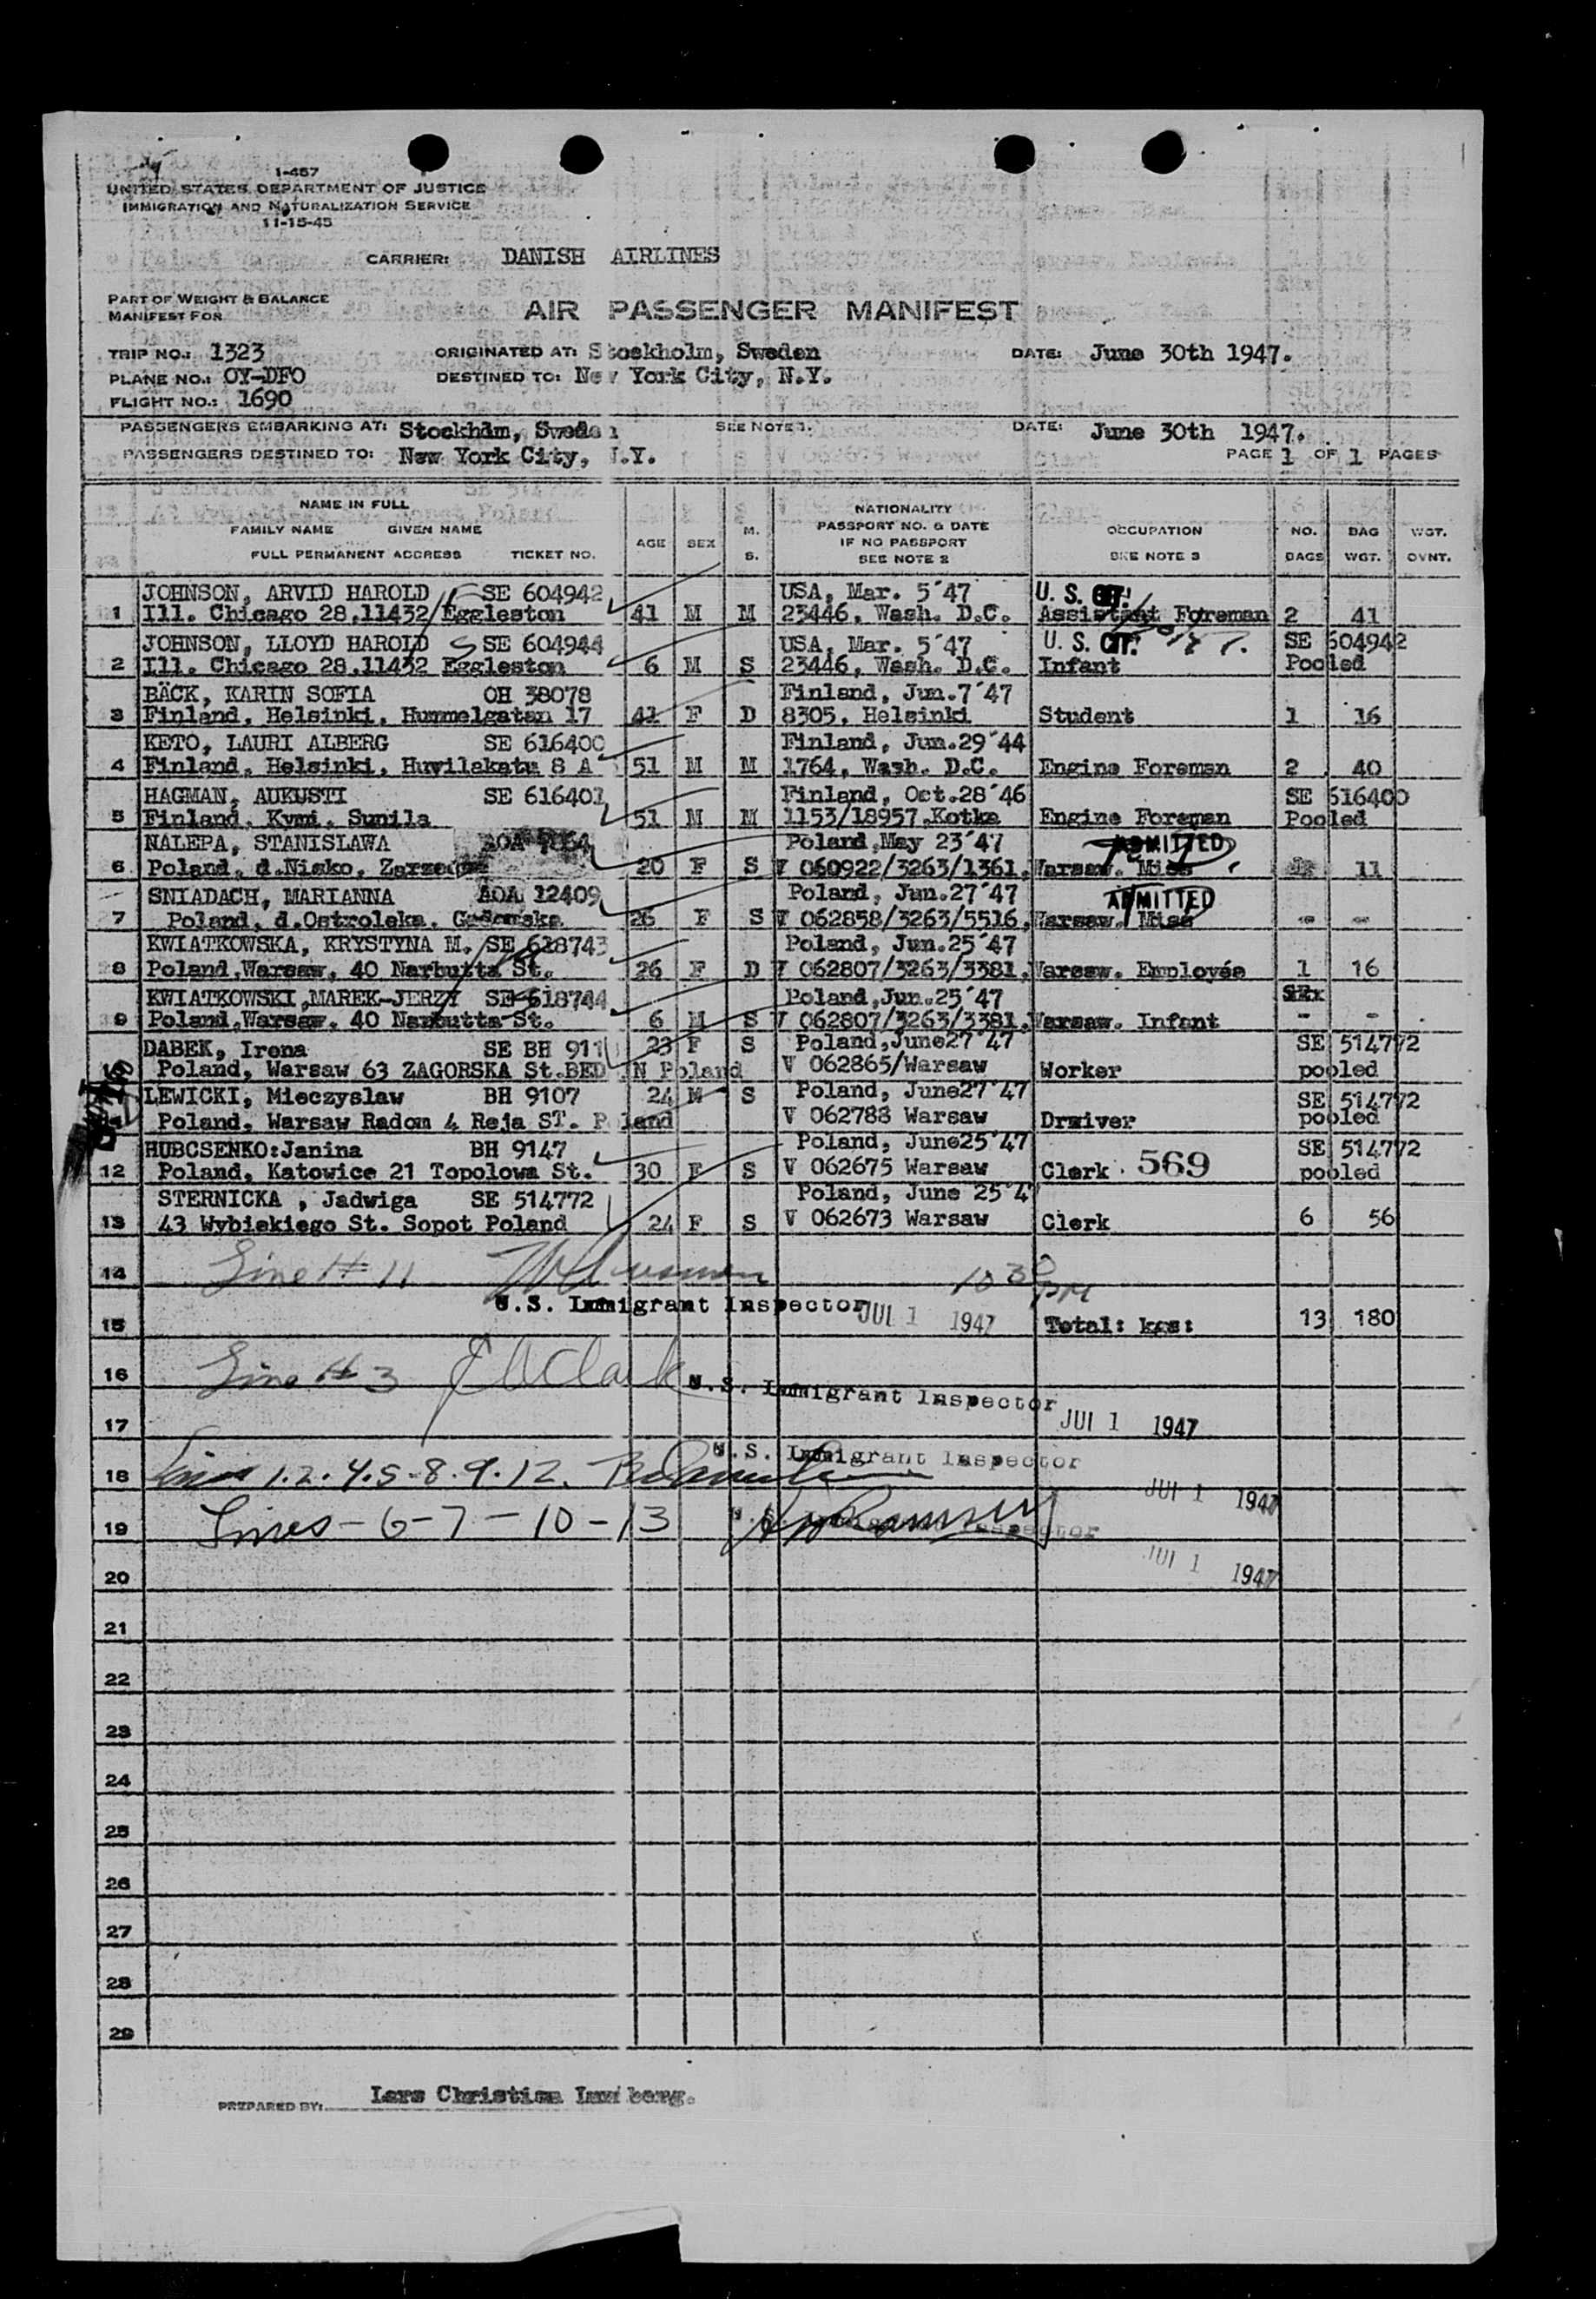 1-457
UNITED STATES DEPARTMENT OF JUSTICE
IMMIGRATION AND NATURALIZATION SERVICE
11-15-45
CARRIER: DANISH AIRLINES
PART OF WEIGHT & BALANCE
MANIFEST FOR
AIR PASSENGER MANIFEST
TRIP NO.: 1323 ORIGINATED AT: Stockholm, Sweden DATE: June 30th 1947.
PLANE NO.: OY-DFO DESTINED TO: New York City, N.Y.
FLIGHT NO.: 1690
PASSENGERS EMBARKING AT: Stockhlm, Sweden SEE NOTE 1. DATE: June 30th 1947.
PASSENGERS DESTINED TO: New York City, N.Y. PAGE 1 OF 1 PAGES
NAME IN FULL
FAMILY NAME GIVEN NAME
FULL PERMANENT ADDRESS TICKET NO.
AGE SEX M. S.
NATIONALITY
PASSPORT NO. & DATE
IF NO PASSPORT
SEE NOTE 2
OCCUPATION
SEE NOTE 3
NO. BAGS
BAG WGT.
WGT. OVNT.
JOHNSON, ARVID HAROLD SE 604942 USA, Mar. 5´47 U. S. CIT.
1 Ill. Chicago 28,11432 Eggleston 41 M M 23446, Wash. D.C. Assistant Foreman 2 41
JOHNSON, LLOYD HAROLD S SE 604944 USA, Mar. 5´47 U. S. CIT. SE 604942
2 Ill. Chicago 28,11432 Eggleston 6 M S 23446, Wash. D.C. Infant Pooled
BÄCK, KARIN SOFIA OH 38078 Finland, Jun.7´47
3 Finland, Helsinki, Hummelgatan 17 41 F D 8305, Helsinki Student 1 16
KETO, LAURI ALBERG SE 616400 Finland, Jun.29´44
4 Finland, Helsinki, Huvilakatu 8 A 51 M M 1764, Wash. D.C. Engine Foreman 2 40
HAGMAN, AUKUSTI SE 616401 Finland, Oct.28´46 SE 616400
5 Finland, Kymi, Sunila 51 M M 1153/18957,Kotka Engine Foreman Pooled
NALEPA, STANISLAWA AOA 7864 Poland,May 23´47 ADMITTED
6 Poland, d.Nisko, 20 F S V 060922/3263/1361,Warsaw. Miss 11
SNIADACH, MARIANNA AOA 12409 Poland, Jun.27´47 ADMITTED
7 Poland, d.Ostroleka, 26 F S V 062858/3263/5516,Warsaw. Miss - -
KWIATKOWSKA, KRYSTYNA M. SE 618743 Poland, Jun.25´47
8 Poland,Warsaw, 40 Narbutta St. 26 F D V 062807/3263/3381,Warsaw. Employée 1 16
KWIATKOWSKI,MAREK-JERZY SE 618744 Poland,Jun.25´47
9 Poland,Warsaw, 40 Narbutta St. 6 M S V 062807/3263/3381,Warsaw. Infant - -
DABEK, Irena SE BH 911 23 F S Poland,June27´47 SE 514772
Poland, Warsaw 63 ZAGORSKA St.BED N Poland V 062865/Warsaw Worker pooled
LEWICKI, Mieczyslaw BH 9107 24 M S Poland, June27´47 SE 514772
Poland, Warsaw Radom 4 Reja ST. Poland V 062788 Warsaw Drwiver pooled
HUBCSENKO:Janina BH 9147 Poland, June25´47 SE 514772
12 Poland, Katowice 21 Topolowa St. 30 F S V 062675 Warsaw Clerk 569 pooled
STERNICKA , Jadwiga SE 514772 Poland, June 25´47
13 43 Wybiekiego St. Sopot Poland 24 F S V 062673 Warsaw Clerk 6 56
14 Line # 11 10 30 PM
U.S. Immigrant Inspector JUL 1 1947
15 Total: kgs: 13 180
16 Line # 3 Clark U.S. Immigrant Inspector
17 JUL 1 1947
U.S. Immigrant Inspector
18 Lines 1.2.4.5-8.9.12. JUL 1 1947
19 Lines-6-7-10-13 U.S. Immigrant Inspector
JUL 1 1947
20
21
22
23
24
25
26
27
28
29
PREPARED BY: Lars Christian